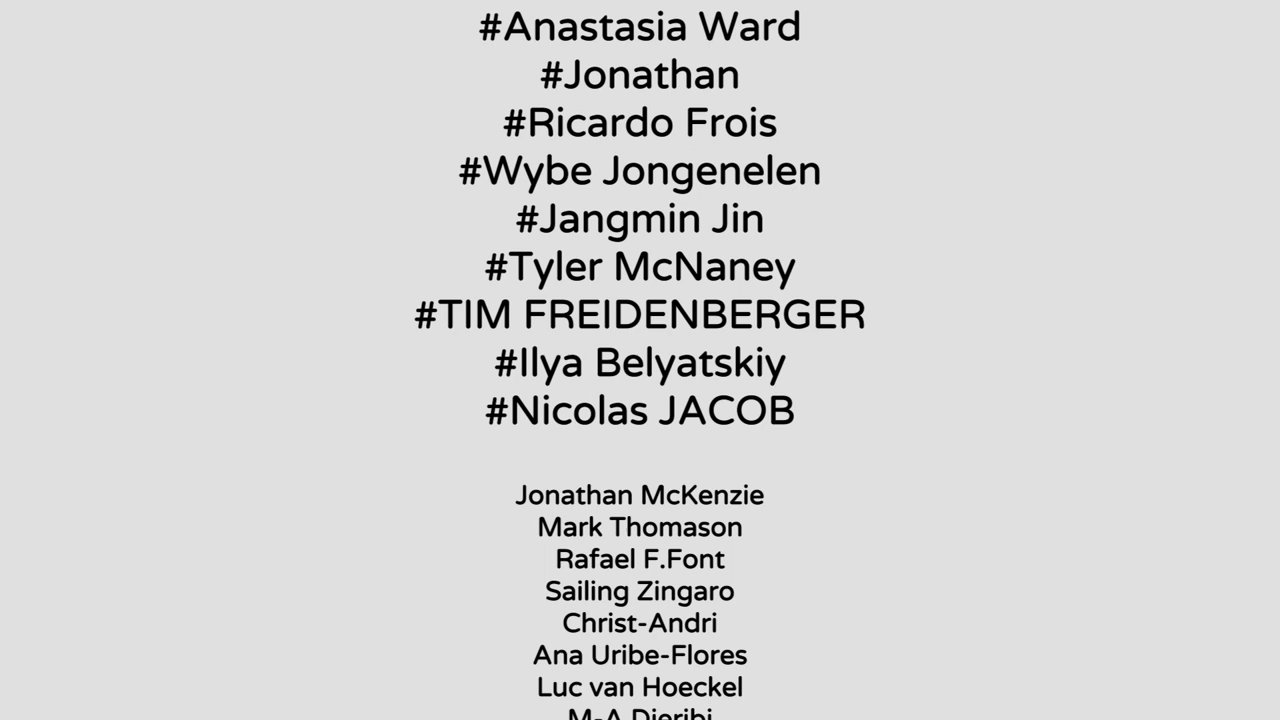 #Anastasia Ward
#Jonathan
#Ricardo Frois
#Wybe Jongenelen
#Jangmin Jin
#Tyler McNaney
#TIM FREIDENBERGER
#Ilya Belyatskiy
#Nicolas JACOB
Jonathan McKenzie
Mark Thomason
Rafael F.Font
Sailing Zingaro
Christ-Andri
Ana Uribe-Flores
Luc van Hoeckel
M-A